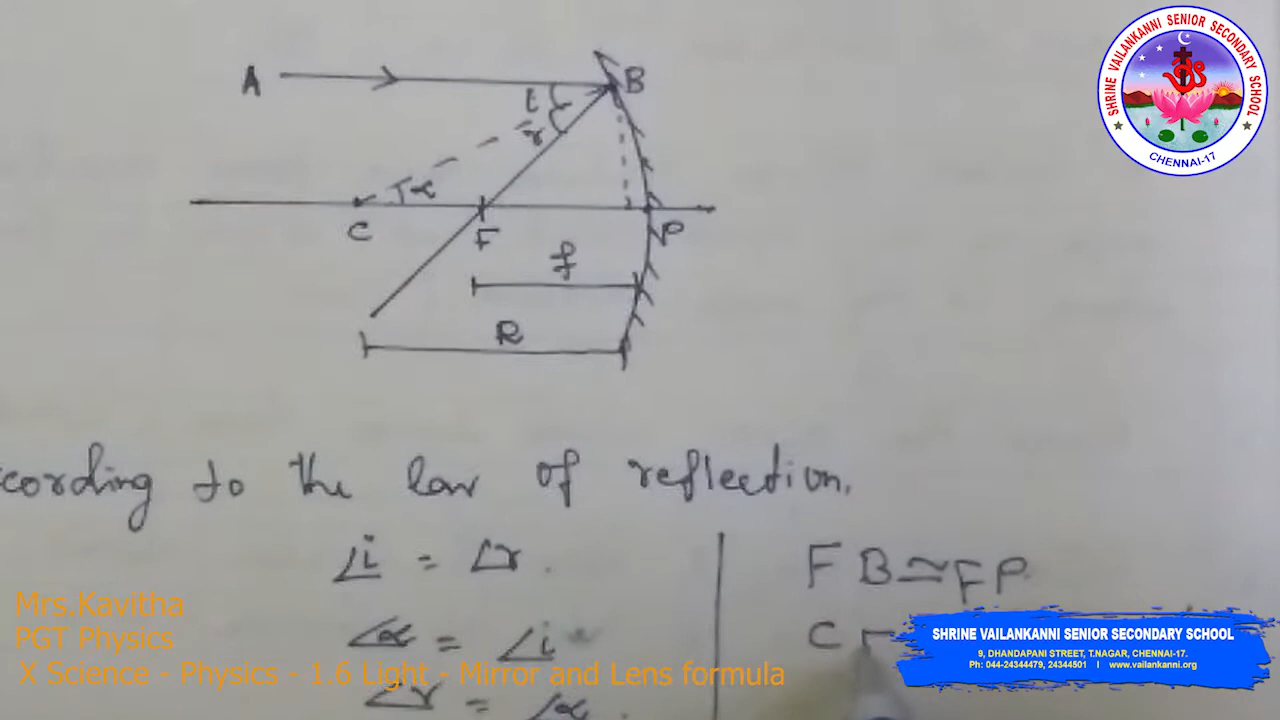 SHRINE VAILANKANNI SENIOR SECONDARY SCHOOL
CHENNAI-17
A
B
i
r
α
C
F
P
f
R
cording to the law of reflection.
∠i = ∠r.
∠α = ∠i
∠r = ∠α.
FB ≅ FP.
C
Mrs.Kavitha
PGT Physics
X Science - Physics - 1.6 Light - Mirror and Lens formula
SHRINE VAILANKANNI SENIOR SECONDARY SCHOOL
9, DHANDAPANI STREET, T.NAGAR, CHENNAI-17.
Ph: 044-24344479, 24344501 | www.vailankanni.org